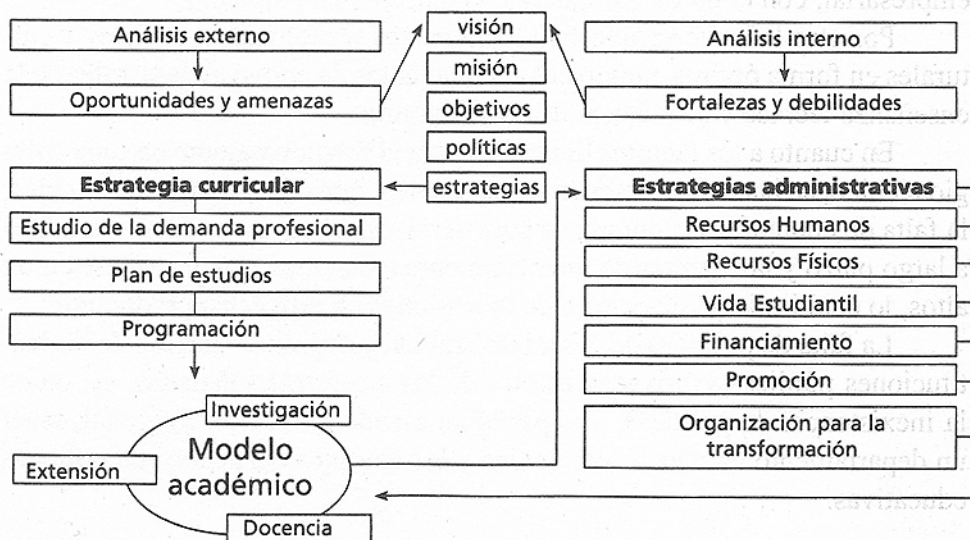 Análisis externo
Oportunidades y amenazas
visión
misión
objetivos
políticas
estrategias
Análisis interno
Fortalezas y debilidades
Estrategia curricular
Estudio de la demanda profesional
Plan de estudios
Programación
Estrategias administrativas
Recursos Humanos
Recursos Físicos
Vida Estudiantil
Financiamiento
Promoción
Organización para la
transformación
Investigación
Modelo
académico
Extensión
Docencia